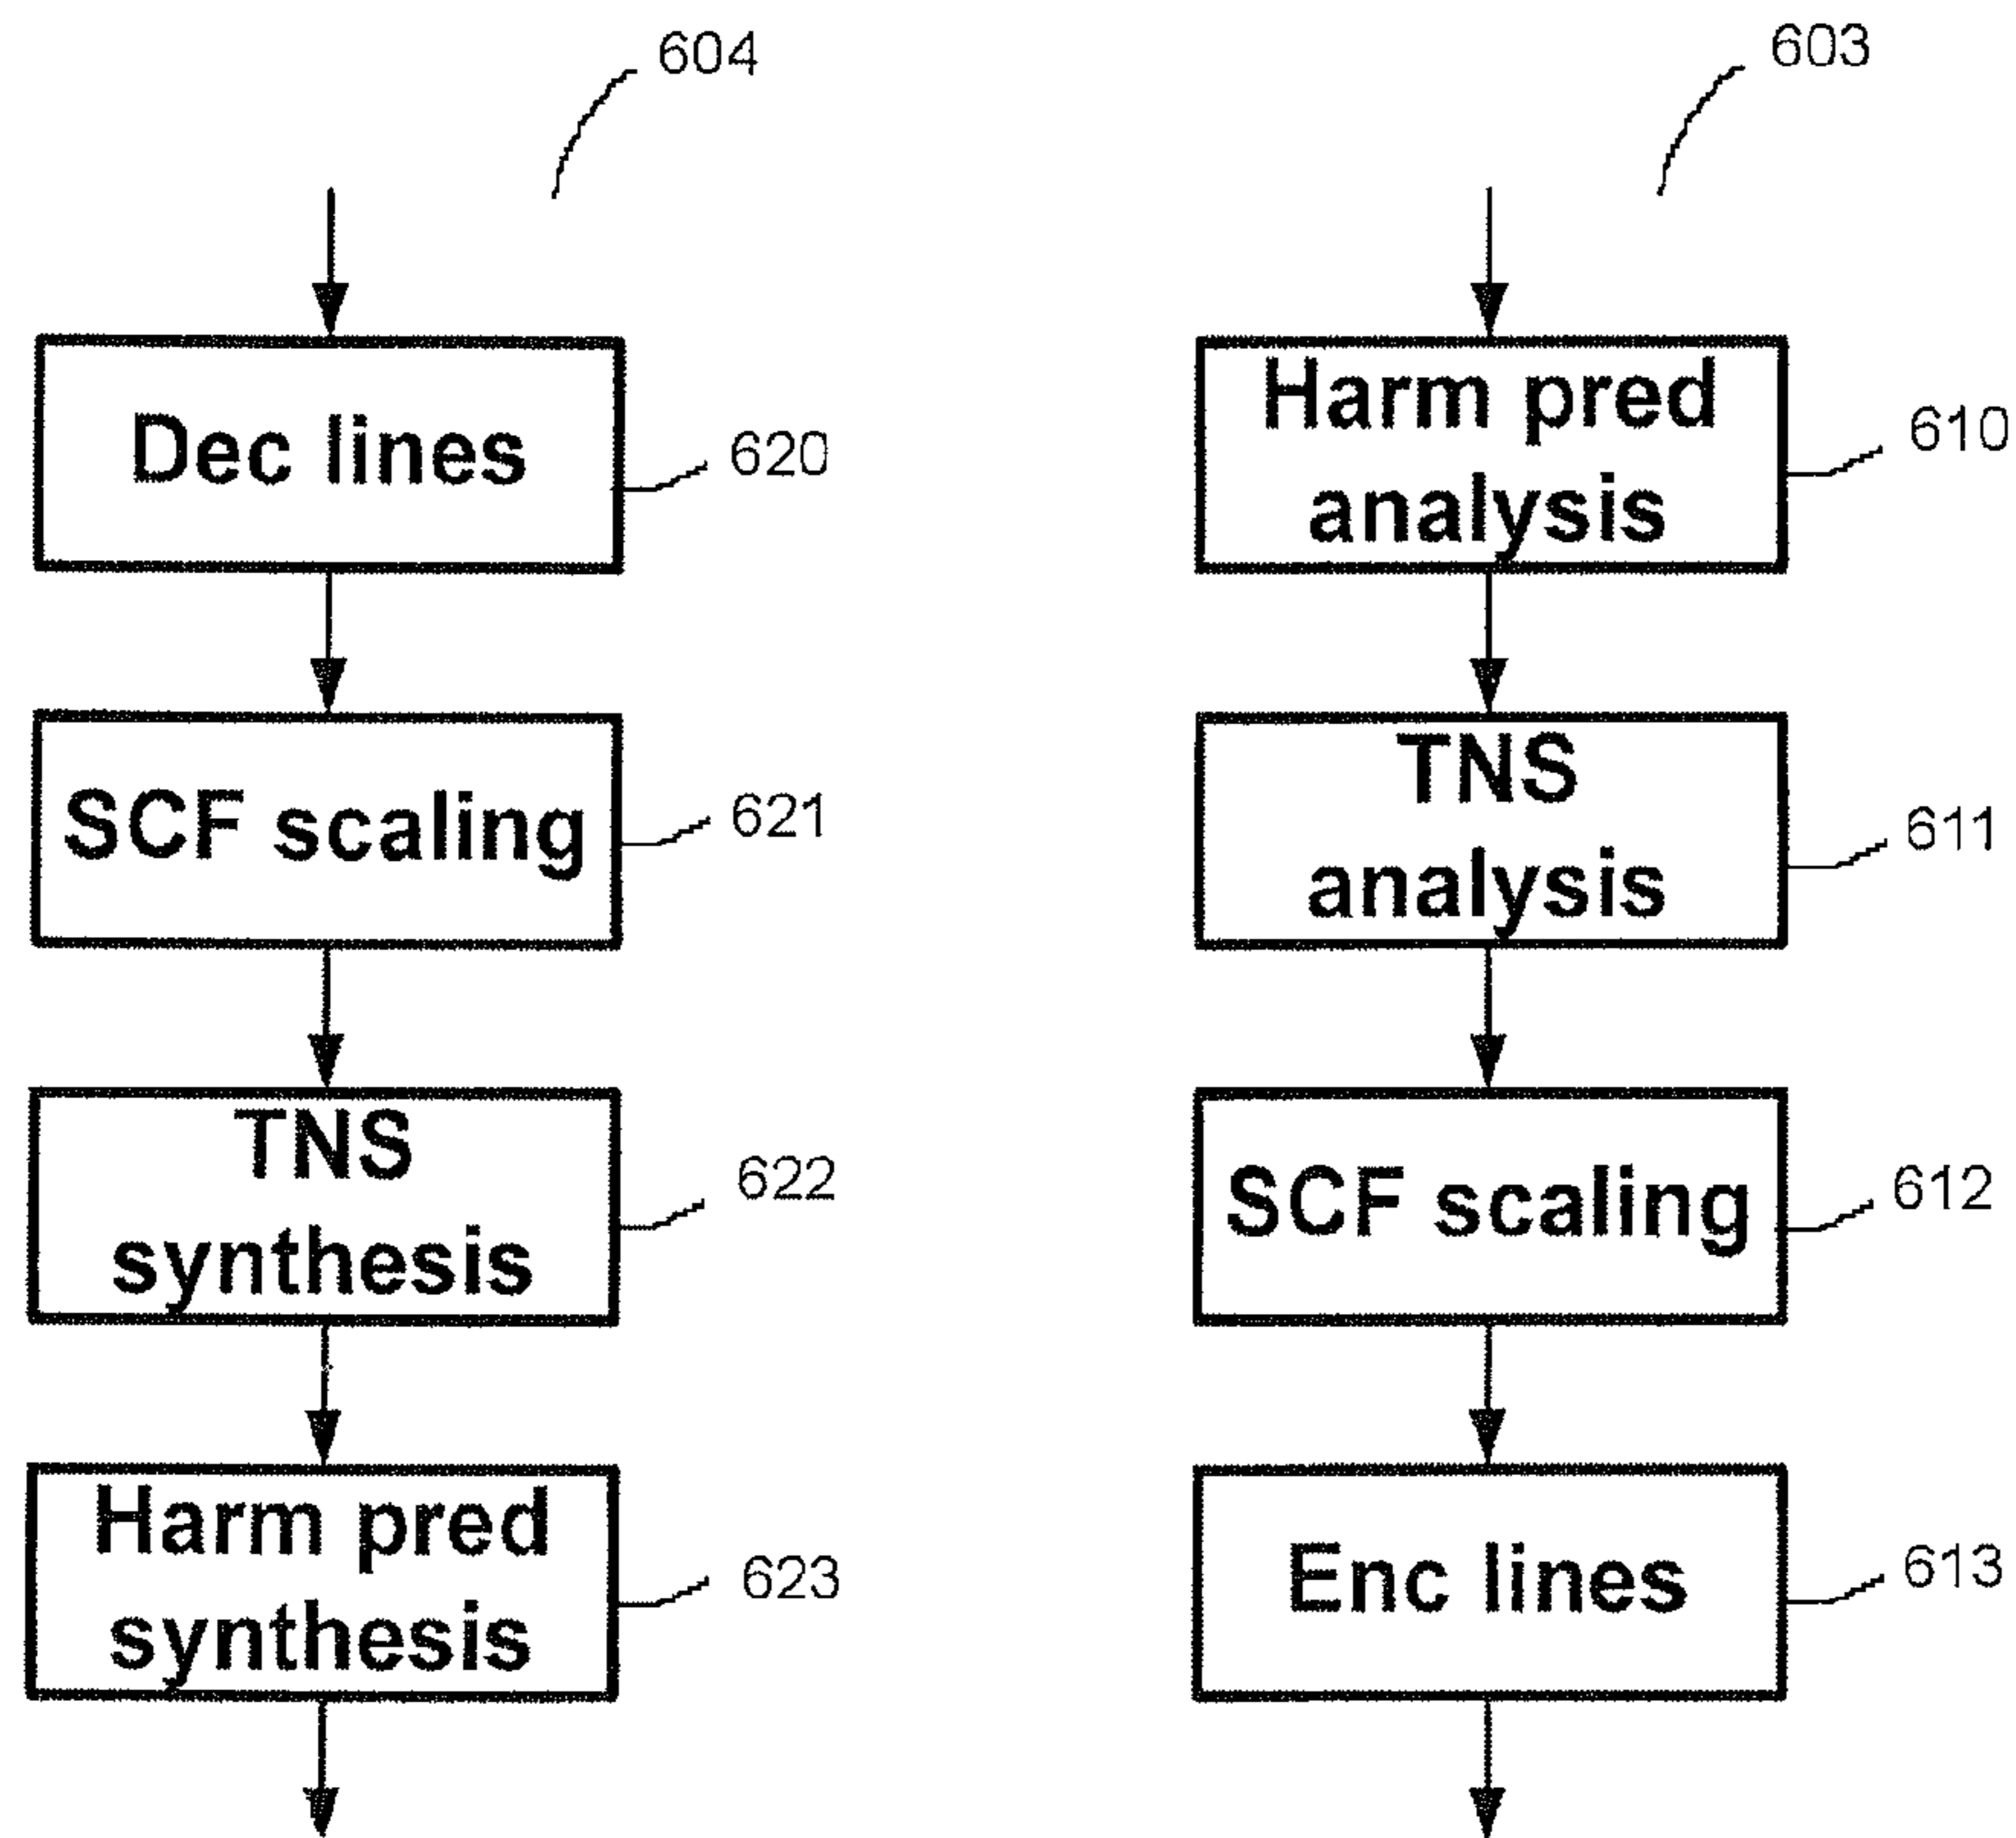 604
Dec lines
620
SCF scaling
621
TNS
synthesis
622
Harm pred
synthesis
623
603
Harm pred
analysis
610
TNS
analysis
611
SCF scaling
612
Enc lines
613